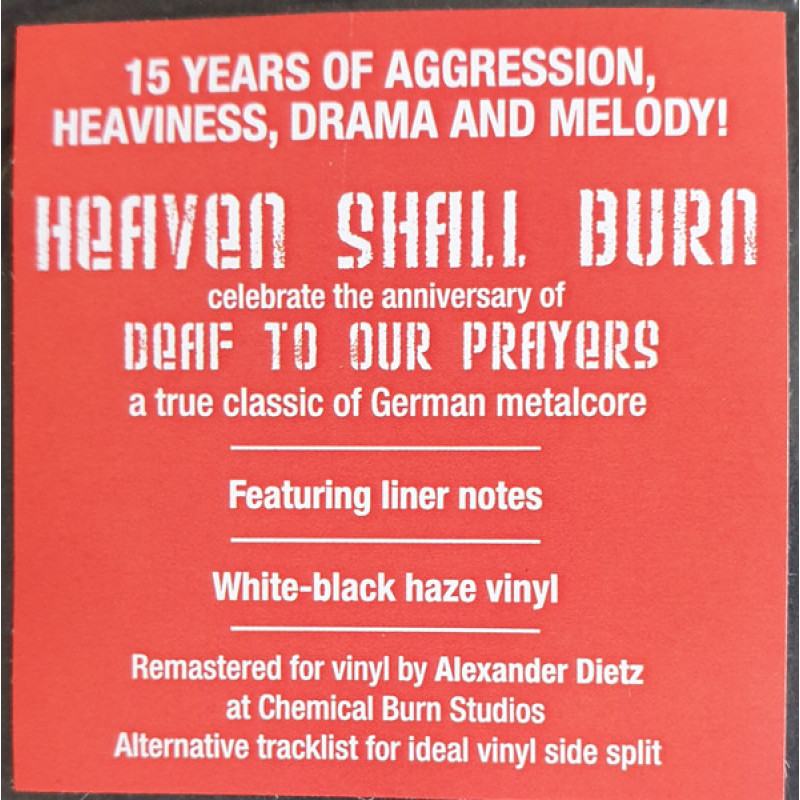 15 YEARS OF AGGRESSION,
HEAVINESS, DRAMA AND MELODY!
HEAVEN SHALL BURN
celebrate the anniversary of
DEAF TO OUR PRAYERS
a true classic of German metalcore
Featuring liner notes
White-black haze vinyl
Remastered for vinyl by Alexander Dietz
at Chemical Burn Studios
Alternative tracklist for ideal vinyl side split